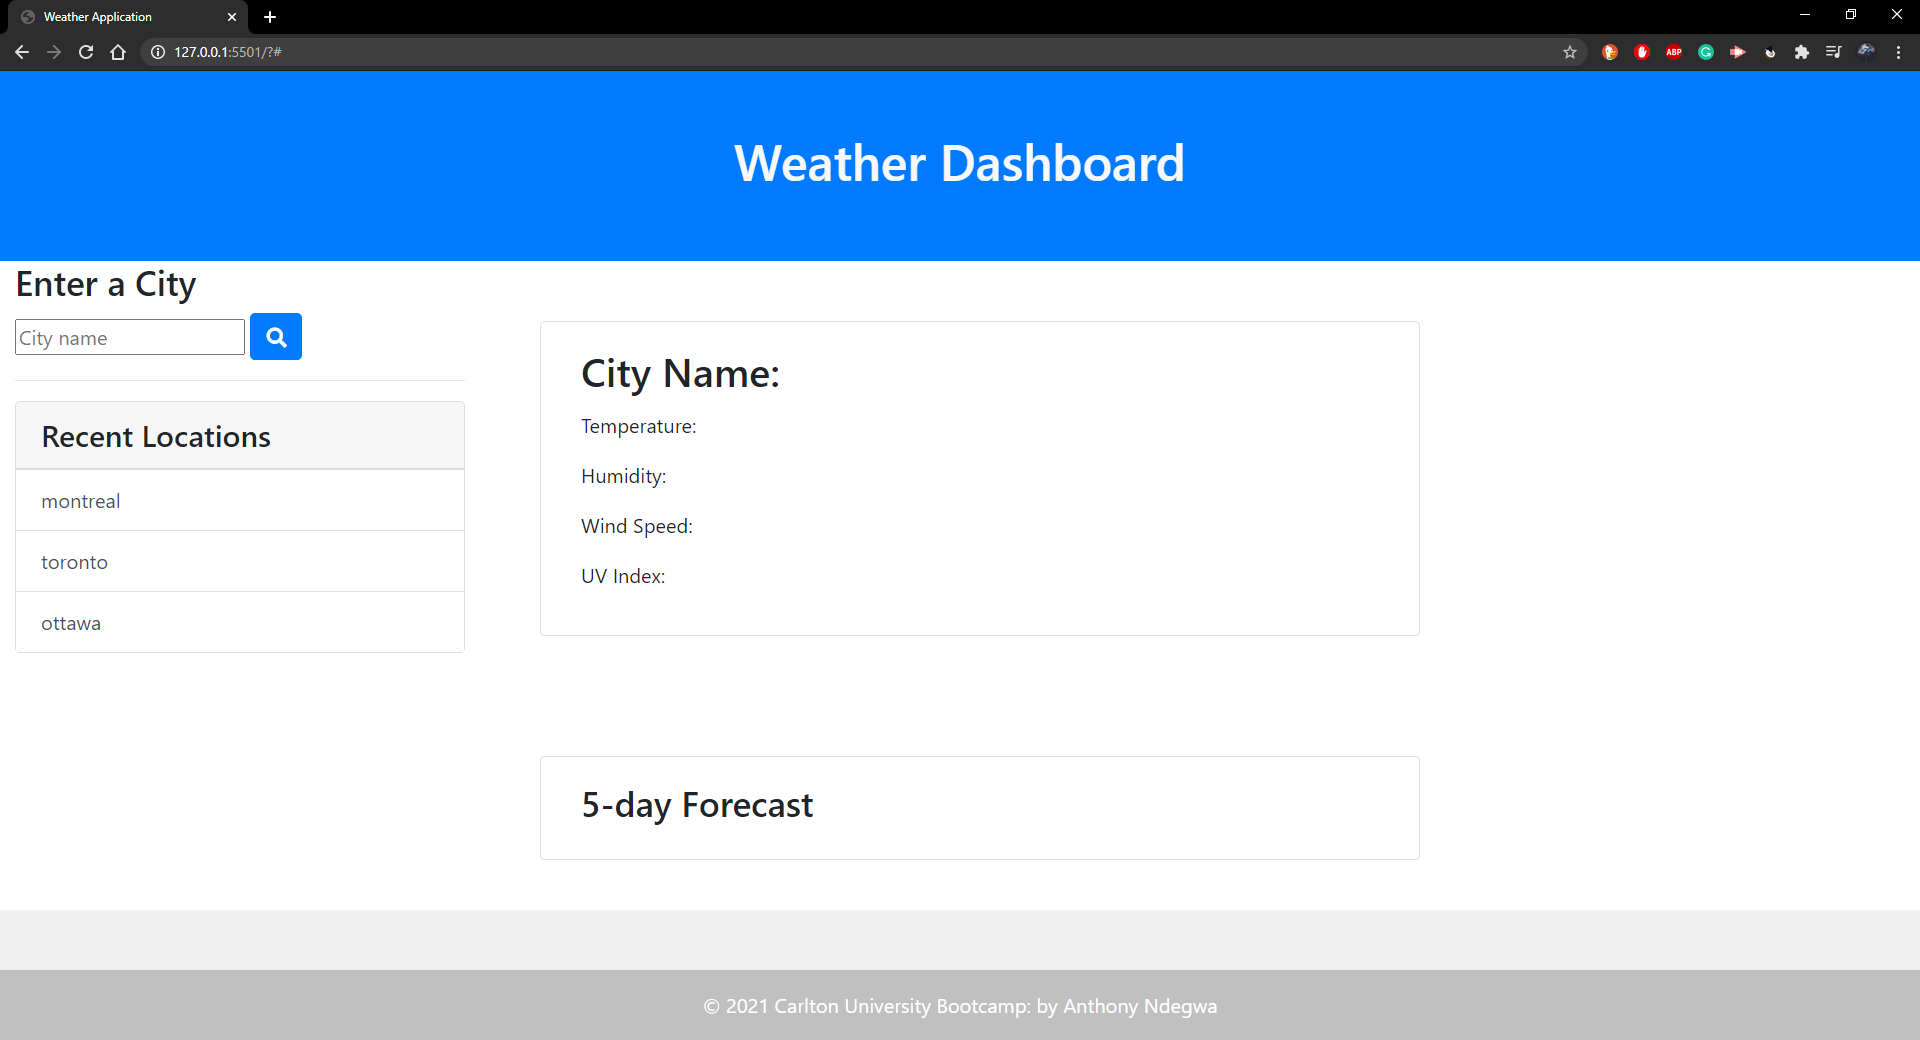 Weather Application
127.0.0.1:5501/?#
ABP
Weather Dashboard
Enter a City
City name
Recent Locations
montreal
toronto
ottawa
City Name:
Temperature:
Humidity:
Wind Speed:
UV Index:
5-day Forecast
© 2021 Carlton University Bootcamp: by Anthony Ndegwa